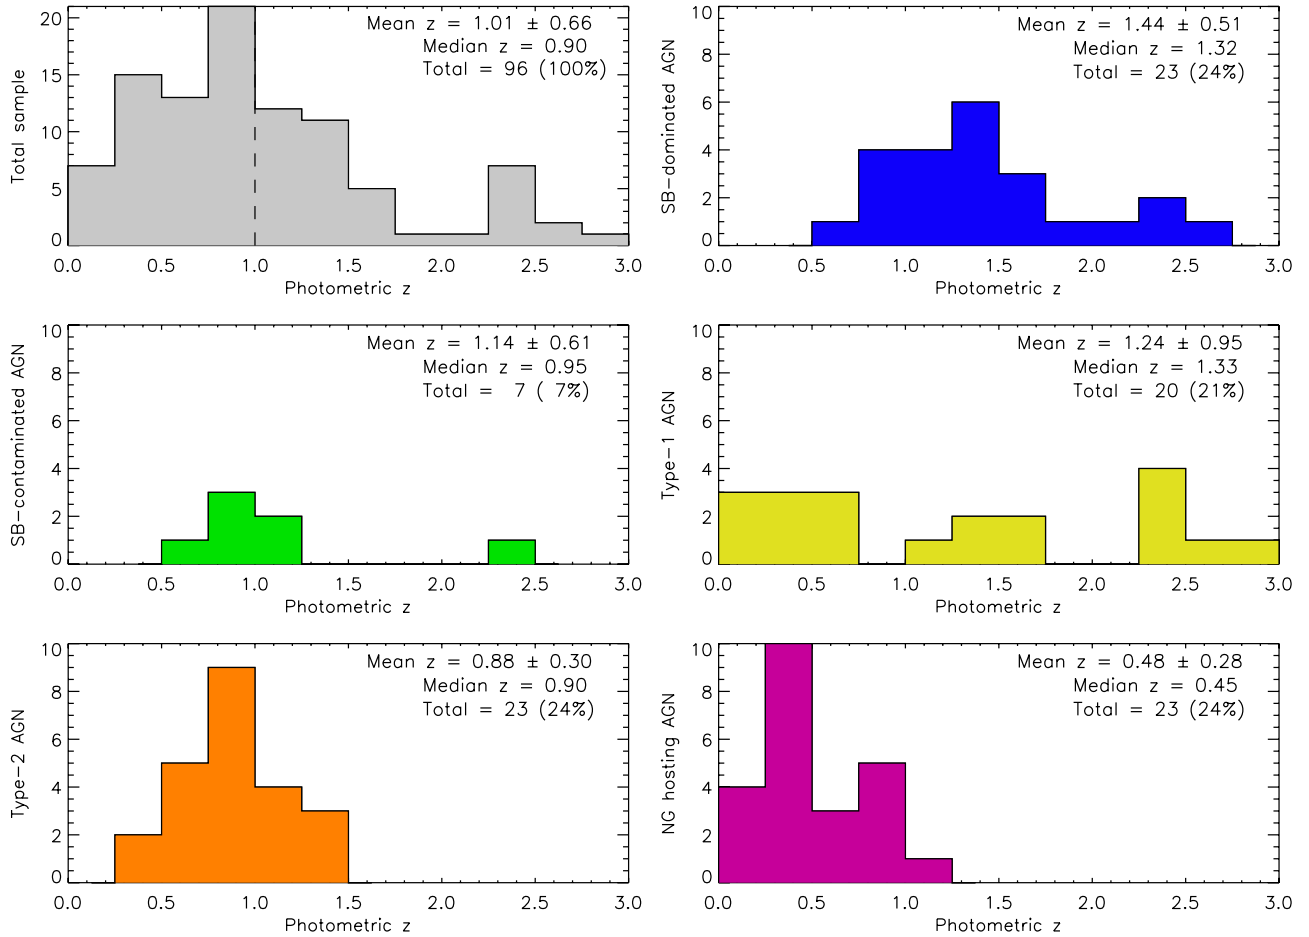 Total sample
20
15
10
5
0
Mean z = 1.01 ± 0.66
Median z = 0.90
Total = 96 (100%)
0.0 0.5 1.0 1.5 2.0 2.5 3.0
Photometric z
SB-dominated AGN
10
8
6
4
2
0
Mean z = 1.44 ± 0.51
Median z = 1.32
Total = 23 (24%)
0.0 0.5 1.0 1.5 2.0 2.5 3.0
Photometric z
SB-contaminated AGN
10
8
6
4
2
0
Mean z = 1.14 ± 0.61
Median z = 0.95
Total = 7 ( 7%)
0.0 0.5 1.0 1.5 2.0 2.5 3.0
Photometric z
Type-1 AGN
10
8
6
4
2
0
Mean z = 1.24 ± 0.95
Median z = 1.33
Total = 20 (21%)
0.0 0.5 1.0 1.5 2.0 2.5 3.0
Photometric z
Type-2 AGN
10
8
6
4
2
0
Mean z = 0.88 ± 0.30
Median z = 0.90
Total = 23 (24%)
0.0 0.5 1.0 1.5 2.0 2.5 3.0
Photometric z
NG hosting AGN
10
8
6
4
2
0
Mean z = 0.48 ± 0.28
Median z = 0.45
Total = 23 (24%)
0.0 0.5 1.0 1.5 2.0 2.5 3.0
Photometric z